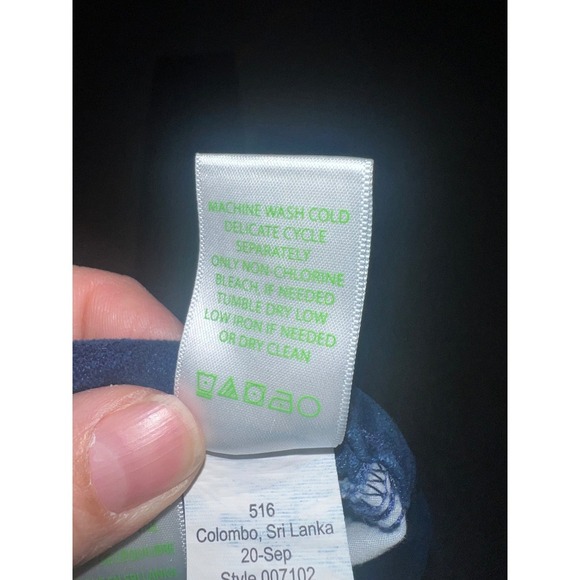 MACHINE WASH COLD
DELICATE CYCLE
SEPARATELY
ONLY NON-CHLORINE
BLEACH, IF NEEDED
TUMBLE DRY LOW
LOW IRON IF NEEDED
OR DRY CLEAN
516
Colombo, Sri Lanka
20-Sep
Style 007102